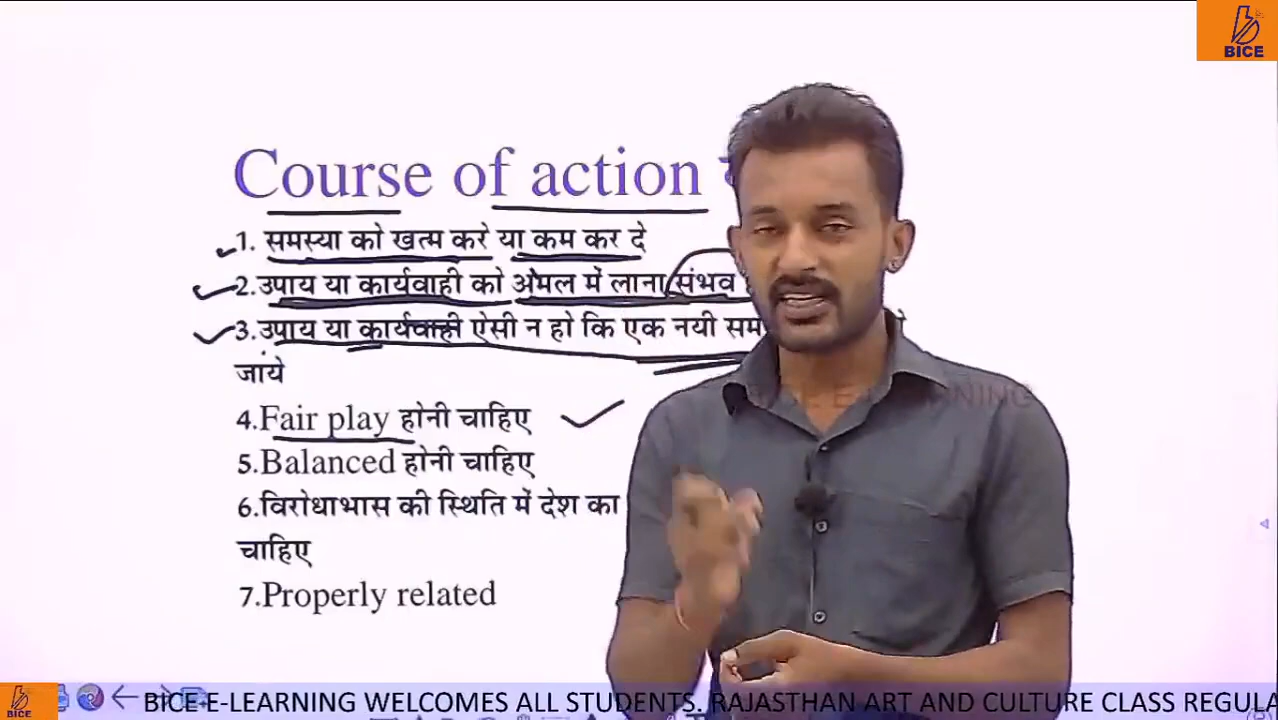 BICE
Course of action
1. समस्या को खत्म करे या कम कर दे
2.उपाय या कार्यवाही को अमल में लाना संभव
3.उपाय या कार्यवाही ऐसी न हो कि एक नयी
जांये
4.Fair play होनी चाहिए
5.Balanced होनी चाहिए
6.विरोधाभास की स्थिति में देश का
चाहिए
7.Properly related
BICE
BICE E-LEARNING WELCOMES ALL STUDENTS. RAJASTHAN ART AND CULTURE CLASS